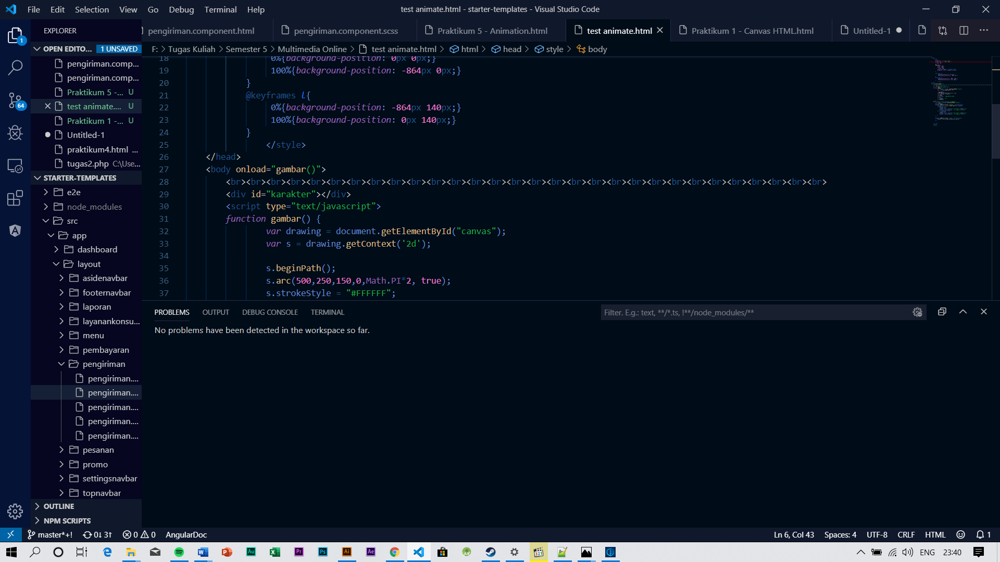 File Edit Selection View Go Debug Terminal Help
test animate.html - starter-templates - Visual Studio Code
EXPLORER
pengiriman.component.html
pengiriman.component.scss
Praktikum 5 - Animation.html
test animate.html
Praktikum 1 - Canvas HTML.html
Untitled-1
OPEN EDITO... 1 UNSAVED
F: > Tugas Kuliah > Semester 5 > Multimedia Online > test animate.html > html > head > style > body
pengiriman.comp...
pengiriman.comp...
Praktikum 5 -... U
test animate.... U
Praktikum 1 -... U
Untitled-1
praktikum4.html ...
tugas2.php C:\Use...
STARTER-TEMPLATES
e2e
node_modules
src
app
dashboard
layout
asidenavbar
footernavbar
laporan
layanankonsu...
menu
pembayaran
pengiriman
pengiriman....
pengiriman....
pengiriman....
pengiriman....
pengiriman....
pesanan
promo
settingsnavbar
topnavbar
OUTLINE
NPM SCRIPTS
1
64
18 0%{background-position: 0px 0px;}
19 100%{background-position: -864px 0px;}
20 }
21 @keyframes l{
22 0%{background-position: -864px 140px;}
23 100%{background-position: 0px 140px;}
24 }
25 </style>
26 </head>
27 <body onload="gambar()">
28 <br><br><br><br><br><br><br><br><br><br><br><br><br><br><br><br><br><br><br><br><br><br><br><br><br><br><br><br><br><br>
29 <div id="karakter"></div>
30 <script type="text/javascript">
31 function gambar() {
32 var drawing = document.getElementById("canvas");
33 var s = drawing.getContext('2d');
34
35 s.beginPath();
36 s.arc(500,250,150,0,Math.PI*2, true);
37 s.strokeStyle = "#FFFFFF";
PROBLEMS OUTPUT DEBUG CONSOLE TERMINAL
Filter. E.g.: text, **/*.ts, !**/node_modules/**
No problems have been detected in the workspace so far.
master*+! 0↓ 3↑ 0 0 AngularDoc
Ln 6, Col 43 Spaces: 4 UTF-8 CRLF HTML 1
ENG 23:40